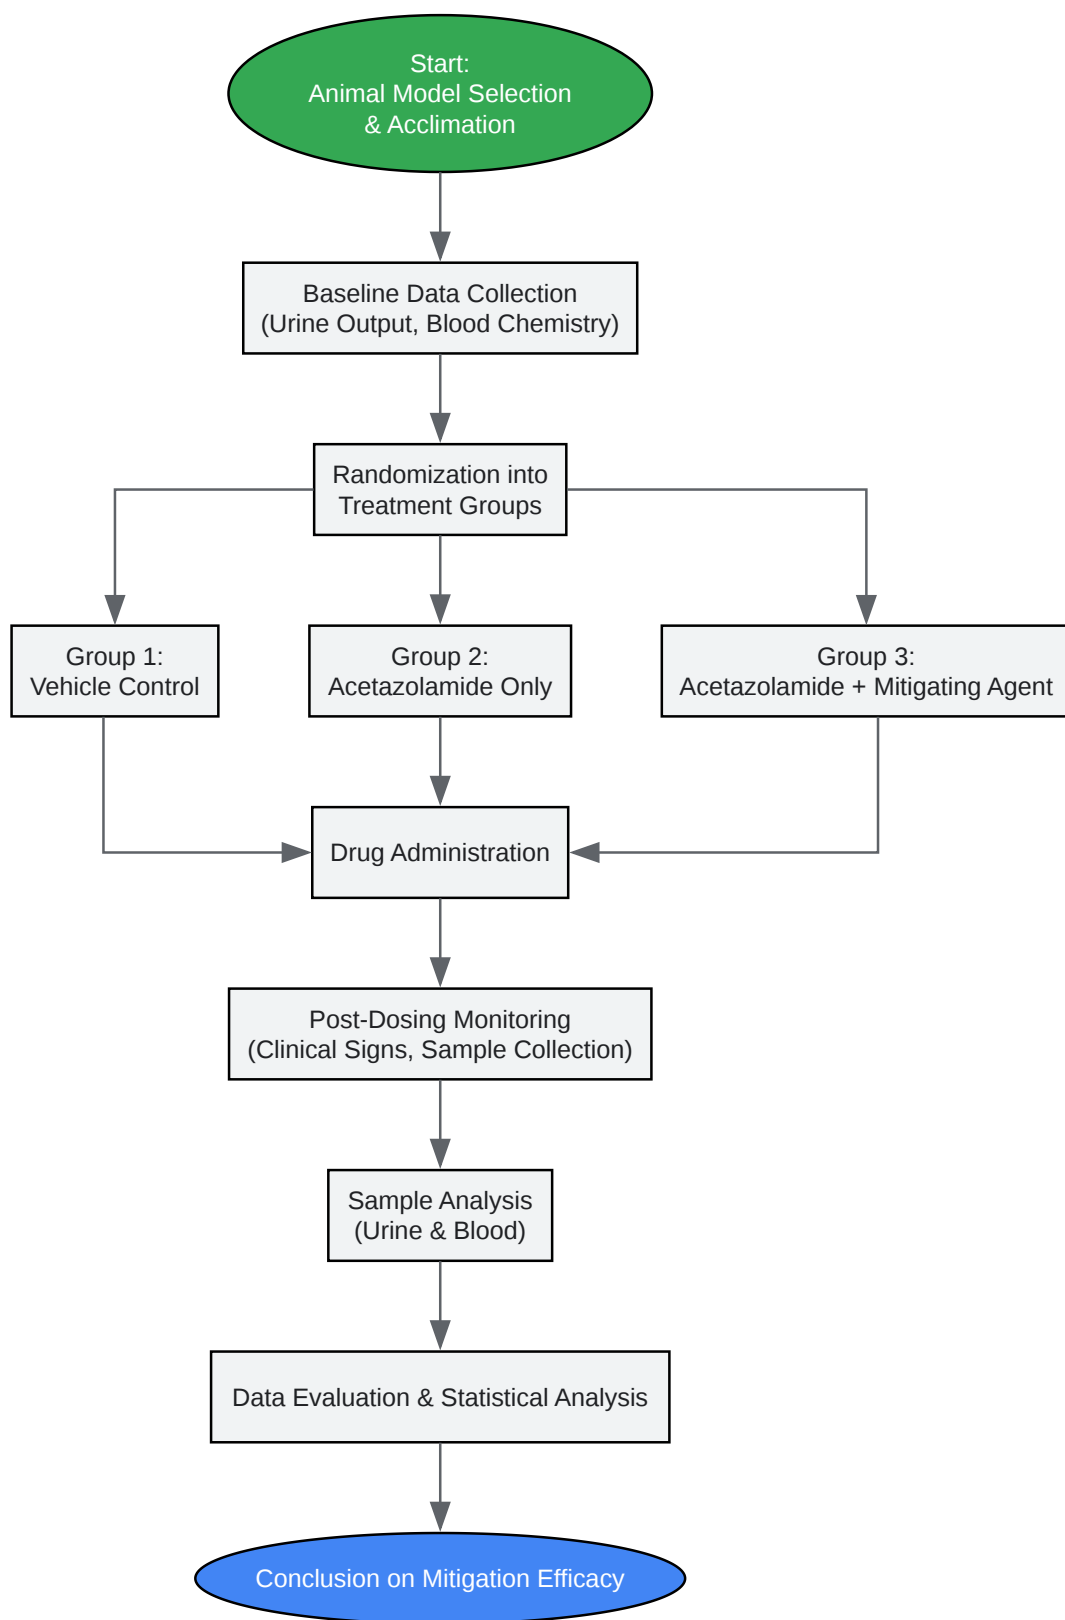 Start:
Animal Model Selection
& Acclimation
Baseline Data Collection
(Urine Output, Blood Chemistry)
Randomization into
Treatment Groups
Group 1:
Vehicle Control
Group 2:
Acetazolamide Only
Group 3:
Acetazolamide + Mitigating Agent
Drug Administration
Post-Dosing Monitoring
(Clinical Signs, Sample Collection)
Sample Analysis
(Urine & Blood)
Data Evaluation & Statistical Analysis
Conclusion on Mitigation Efficacy